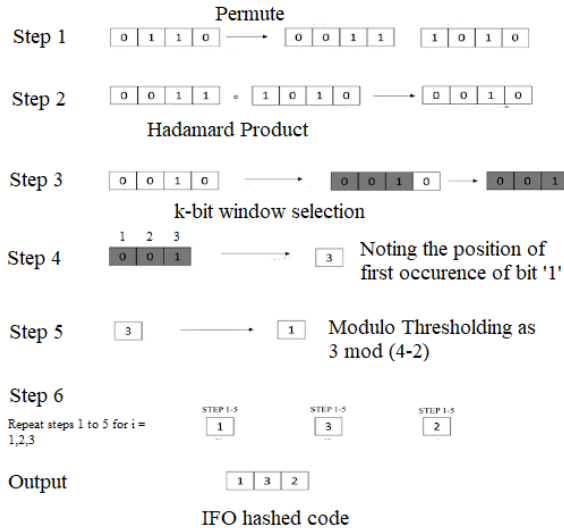 Permute
Step 1 0 1 1 0 0 0 1 1 1 0 1 0
Step 2 0 0 1 1 ∘ 1 0 1 0 0 0 1 0
Hadamard Product
Step 3 0 0 1 0 0 0 1 0 0 0 1
k-bit window selection
1 2 3
Step 4 0 0 1 3 Noting the position of
first occurence of bit '1'
Step 5 3 1 Modulo Thresholding as
3 mod (4-2)
Step 6
STEP 1-5 STEP 1-5 STEP 1-5
Repeat steps 1 to 5 for i = 1 3 2
1,2,3
Output 1 3 2
IFO hashed code